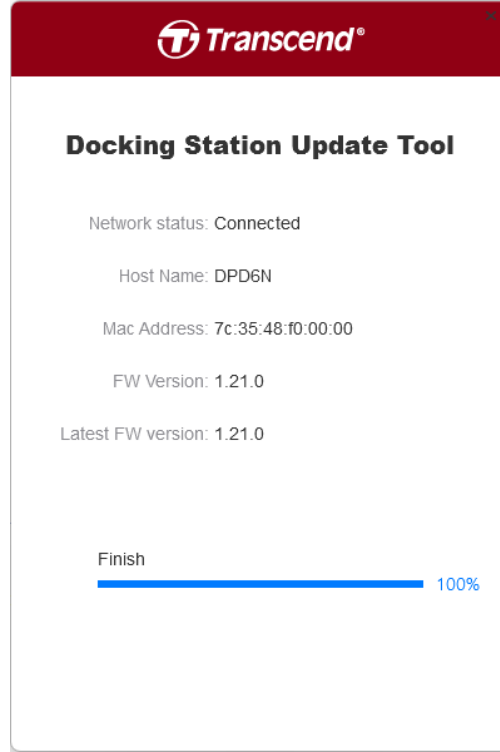 Transcend®
Docking Station Update Tool
Network status: Connected
Host Name: DPD6N
Mac Address: 7c:35:48:f0:00:00
FW Version: 1.21.0
Latest FW version: 1.21.0
Finish
100%